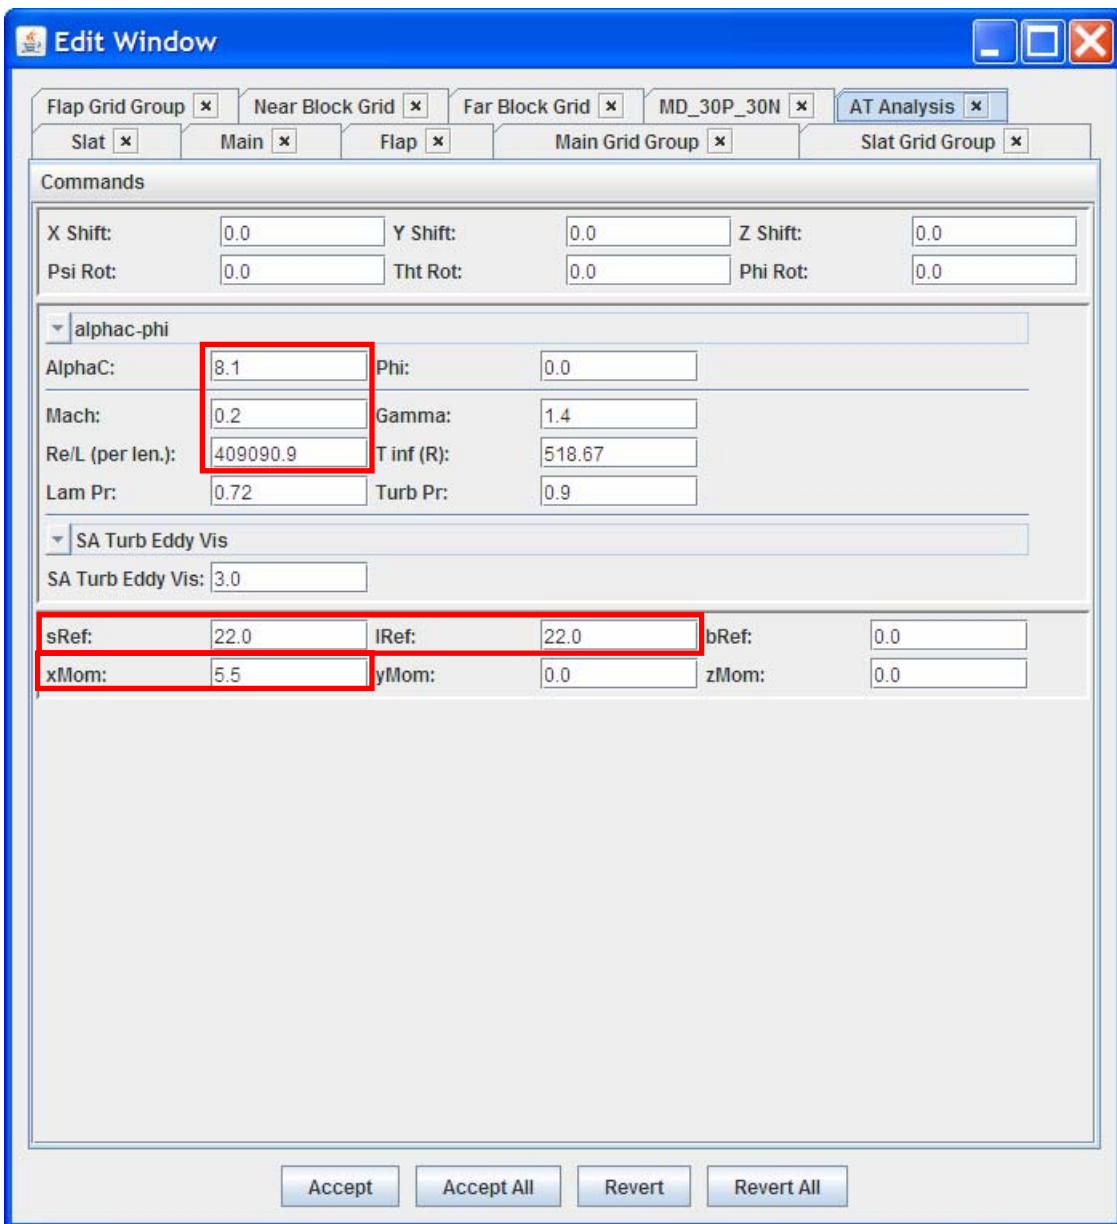 Edit Window
Flap Grid Group Near Block Grid Far Block Grid MD_30P_30N AT Analysis
Slat Main Flap Main Grid Group Slat Grid Group
Commands
X Shift: 0.0 Y Shift: 0.0 Z Shift: 0.0
Psi Rot: 0.0 Tht Rot: 0.0 Phi Rot: 0.0
alphac-phi
AlphaC: 8.1 Phi: 0.0
Mach: 0.2 Gamma: 1.4
Re/L (per len.): 409090.9 T inf (R): 518.67
Lam Pr: 0.72 Turb Pr: 0.9
SA Turb Eddy Vis
SA Turb Eddy Vis: 3.0
sRef: 22.0 lRef: 22.0 bRef: 0.0
xMom: 5.5 yMom: 0.0 zMom: 0.0
Accept Accept All Revert Revert All